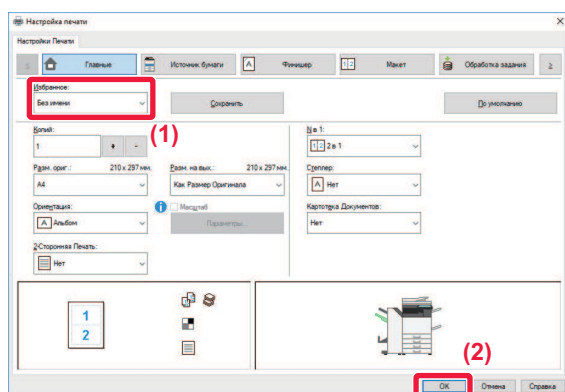 Настройка печати
Настройки Печати
Главные
Источник бумаги
Финишер
Макет
Обработка задания
Избранное:
Без имени
Сохранить
По умолчанию
(1)
Копий:
1
+ -
N в 1:
2 в 1
Разм. ориг.: 210 x 297 мм.
A4
Разм. на вых.: 210 x 297 мм.
Как Размер Оригинала
Степлер:
Нет
Ориентация:
Альбом
Масштаб
Параметры...
Картотека Документов:
Нет
2-Сторонняя Печать:
Нет
1
2
(2)
OK
Отмена
Справка